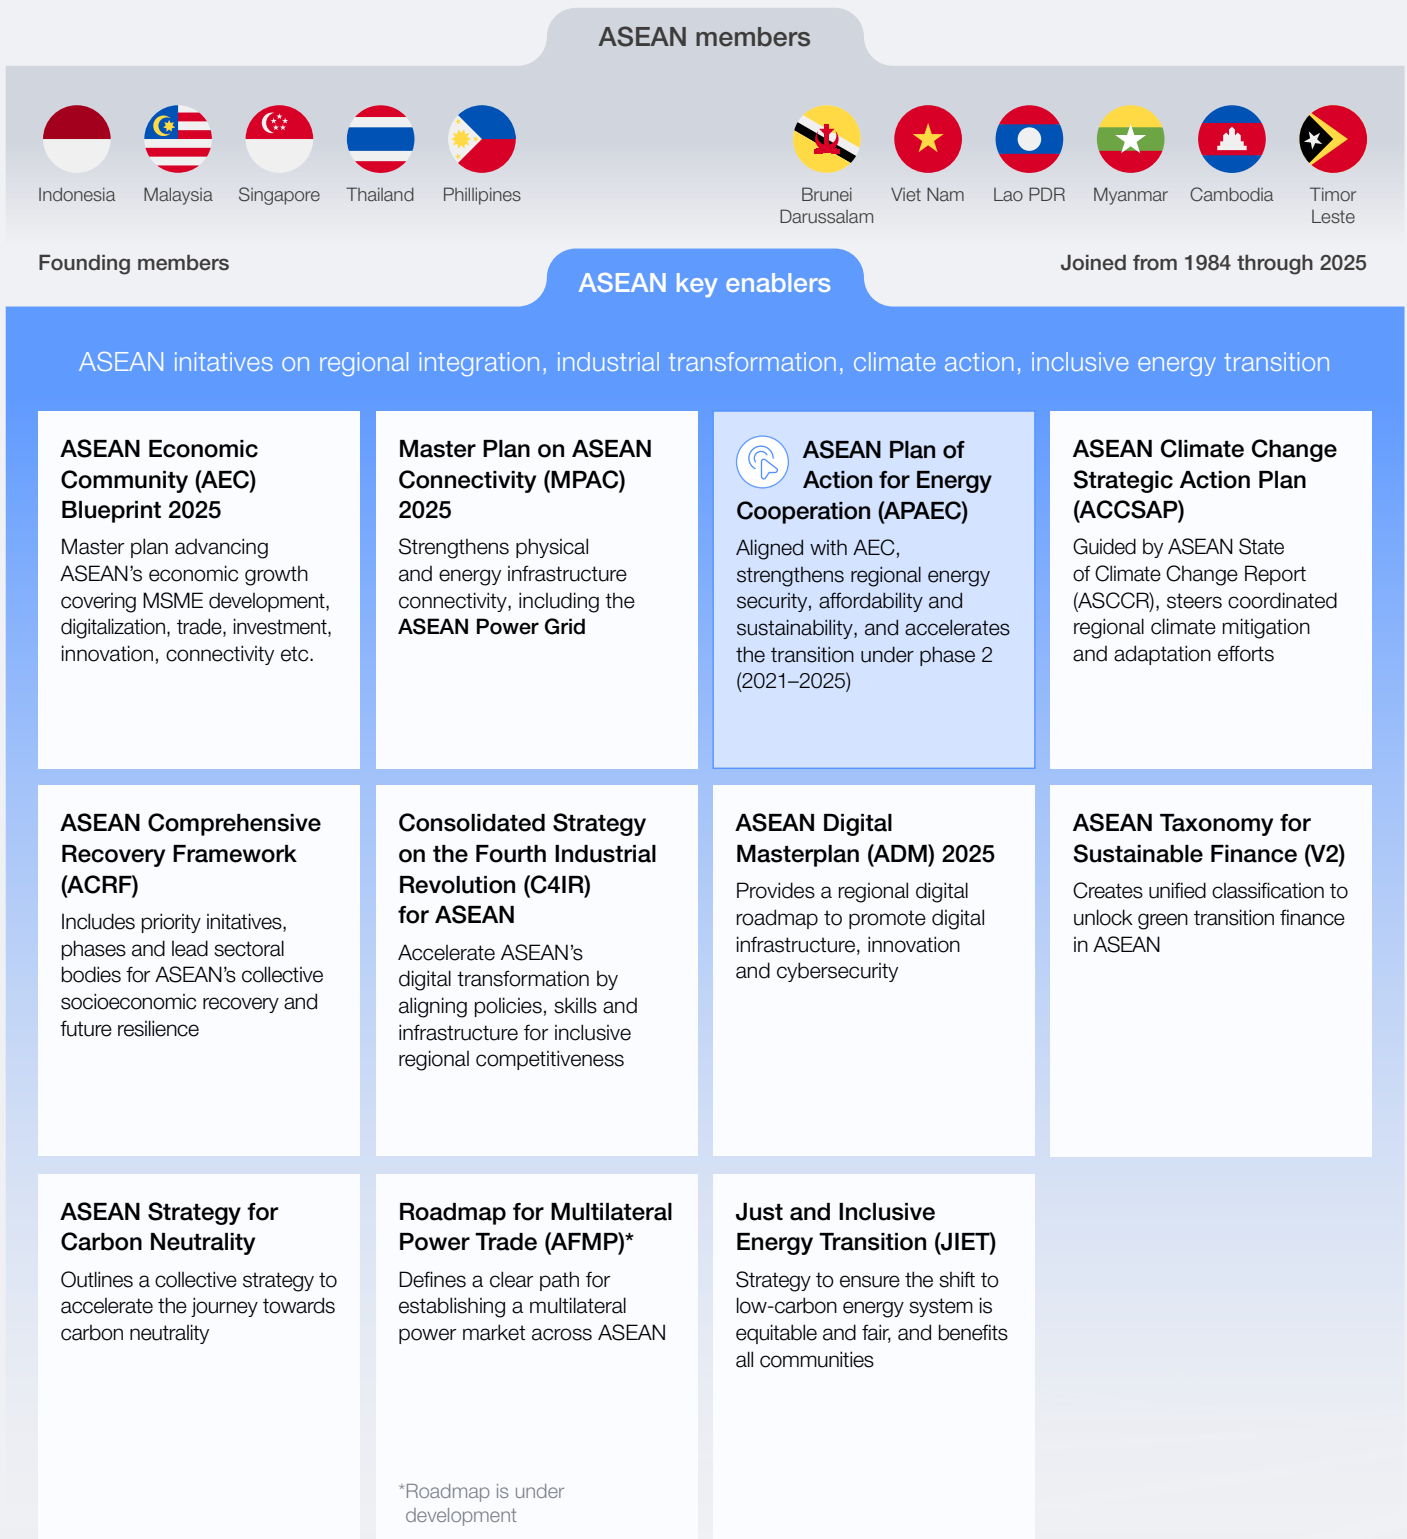 ASEAN members
Indonesia
Malaysia
Singapore
Thailand
Phillipines
Brunei
Darussalam
Viet Nam
Lao PDR
Myanmar
Cambodia
Timor
Leste
Founding members
Joined from 1984 through 2025
ASEAN key enablers
ASEAN initatives on regional integration, industrial transformation, climate action, inclusive energy transition
ASEAN Economic
Community (AEC)
Blueprint 2025
Master plan advancing
ASEAN’s economic growth
covering MSME development,
digitalization, trade, investment,
innovation, connectivity etc.
Master Plan on ASEAN
Connectivity (MPAC)
2025
Strengthens physical
and energy infrastructure
connectivity, including the
ASEAN Power Grid
ASEAN Plan of
Action for Energy
Cooperation (APAEC)
Aligned with AEC,
strengthens regional energy
security, affordability and
sustainability, and accelerates
the transition under phase 2
(2021–2025)
ASEAN Climate Change
Strategic Action Plan
(ACCSAP)
Guided by ASEAN State
of Climate Change Report
(ASCCR), steers coordinated
regional climate mitigation
and adaptation efforts
ASEAN Comprehensive
Recovery Framework
(ACRF)
Includes priority initatives,
phases and lead sectoral
bodies for ASEAN’s collective
socioeconomic recovery and
future resilience
Consolidated Strategy
on the Fourth Industrial
Revolution (C4IR)
for ASEAN
Accelerate ASEAN’s
digital transformation by
aligning policies, skills and
infrastructure for inclusive
regional competitiveness
ASEAN Digital
Masterplan (ADM) 2025
Provides a regional digital
roadmap to promote digital
infrastructure, innovation
and cybersecurity
ASEAN Taxonomy for
Sustainable Finance (V2)
Creates unified classification to
unlock green transition finance
in ASEAN
ASEAN Strategy for
Carbon Neutrality
Outlines a collective strategy to
accelerate the journey towards
carbon neutrality
Roadmap for Multilateral
Power Trade (AFMP)*
Defines a clear path for
establishing a multilateral
power market across ASEAN
*Roadmap is under
development
Just and Inclusive
Energy Transition (JIET)
Strategy to ensure the shift to
low-carbon energy system is
equitable and fair, and benefits
all communities